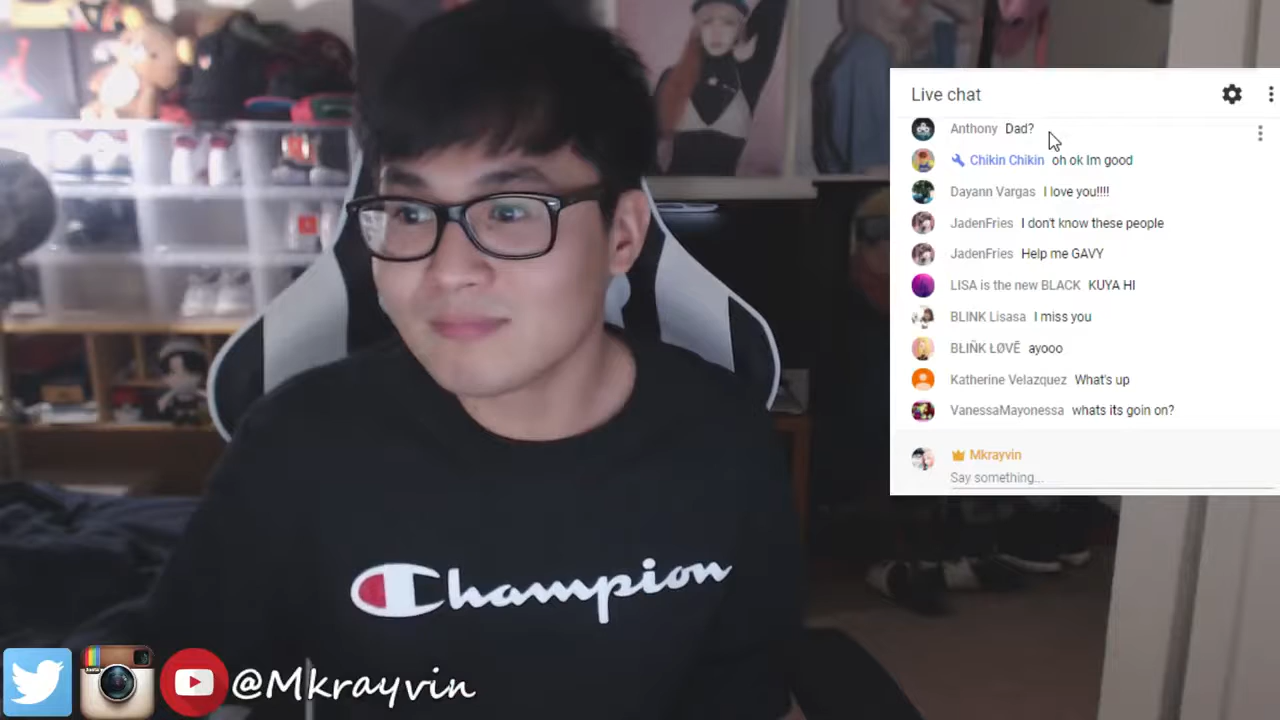 Live chat
Anthony Dad?
Chikin Chikin oh ok Im good
Dayann Vargas I love you!!!!
JadenFries I don't know these people
JadenFries Help me GAVY
LISA is the new BLACK KUYA HI
BLINK Lisasa I miss you
BŁIÑK ŁØVĒ ayooo
Katherine Velazquez What's up
VanessaMayonessa whats its goin on?
Mkrayvin
Say something...
Champion
@Mkrayvin